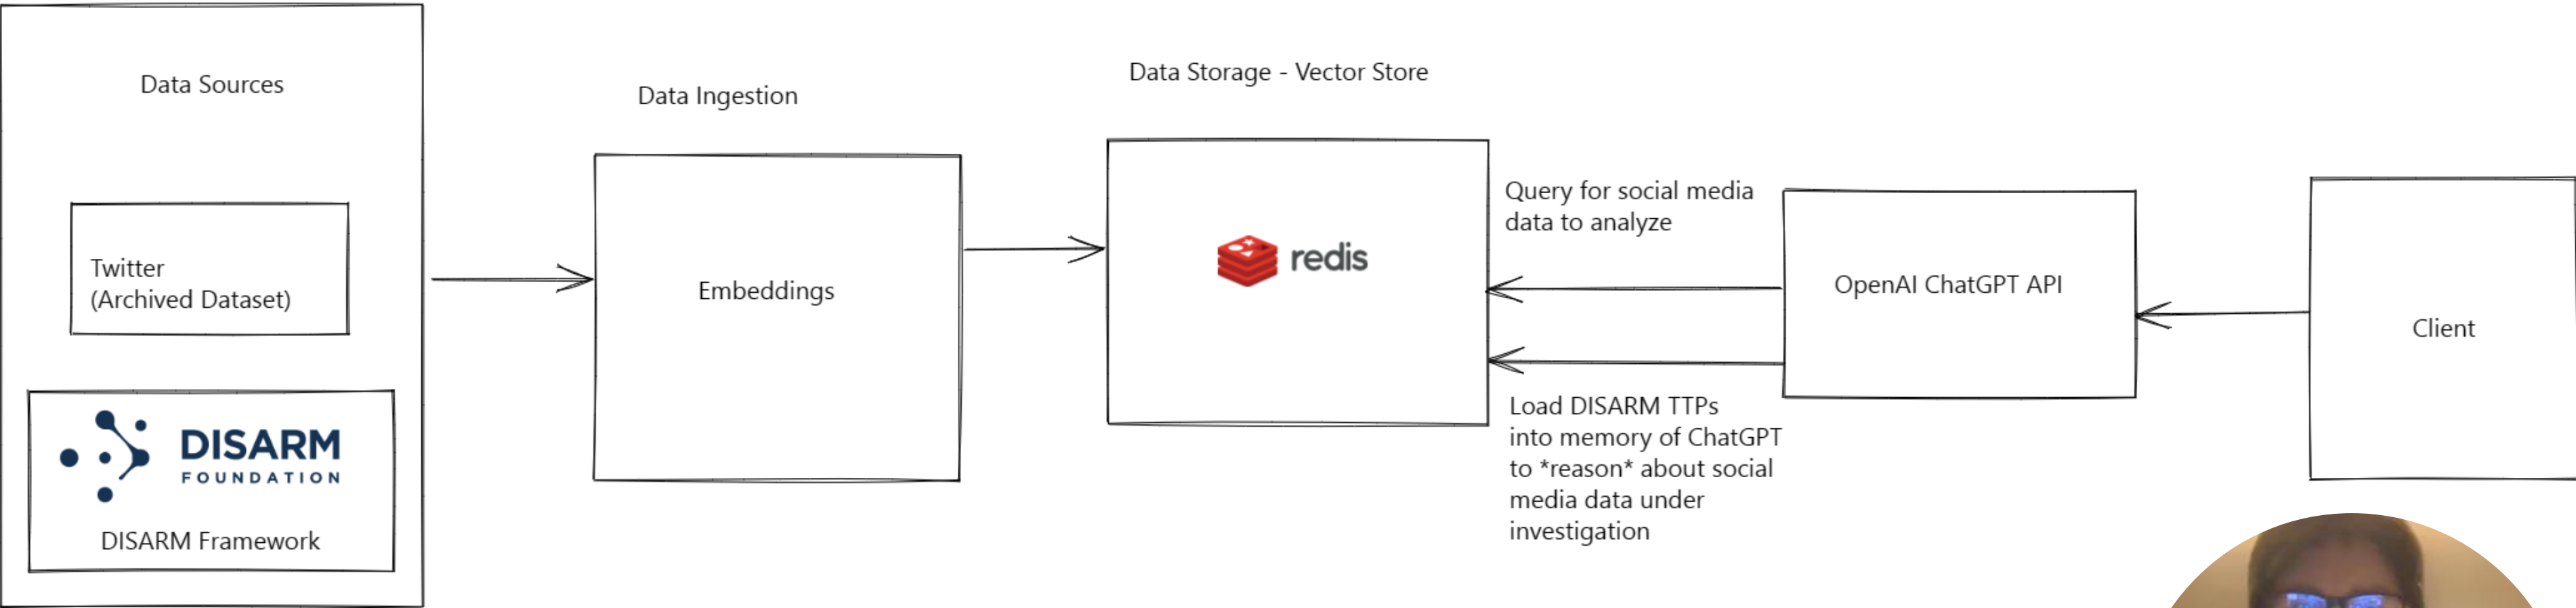 Data Sources
Twitter
(Archived Dataset)
DISARM
FOUNDATION
DISARM Framework
Data Ingestion
Embeddings
Data Storage - Vector Store
redis
Query for social media
data to analyze
Load DISARM TTPs
into memory of ChatGPT
to *reason* about social
media data under
investigation
OpenAI ChatGPT API
Client